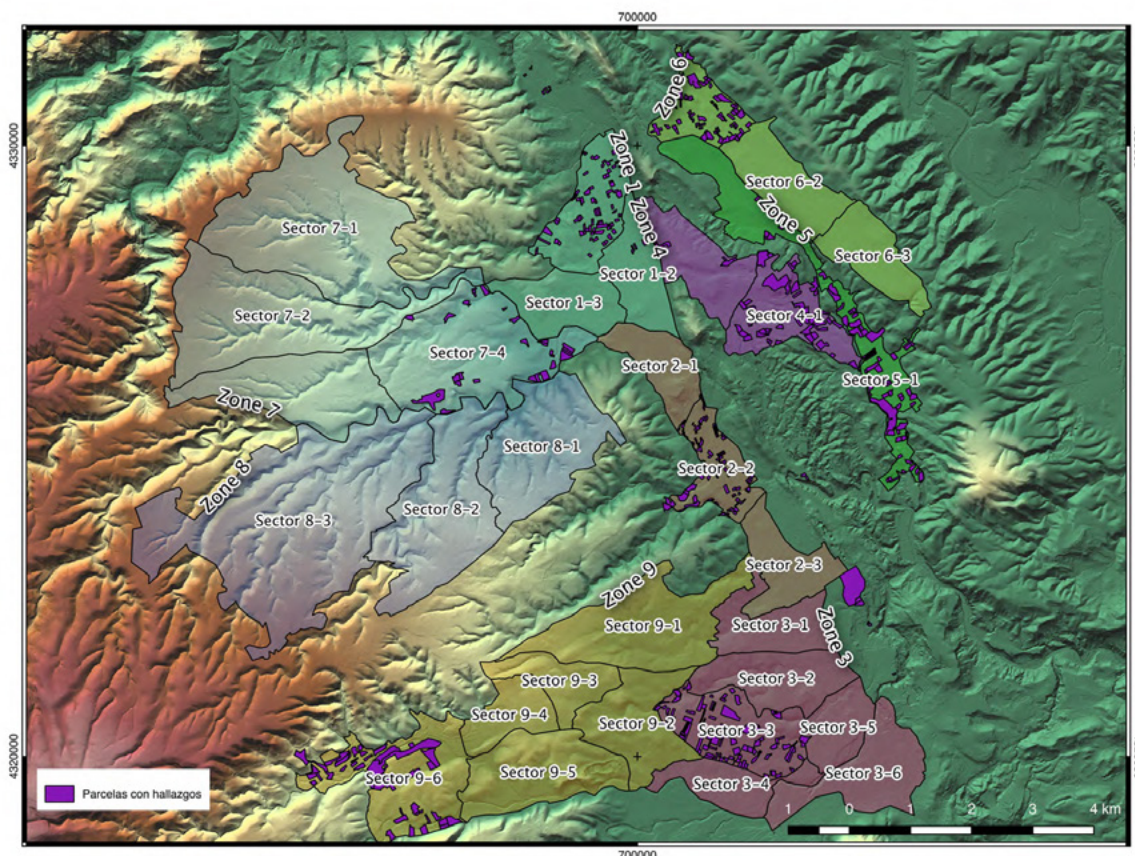 700000
Zone 6
4330000
Zone 1
Sector 6-2
Zone 5
Sector 7-1
Zone 4
Sector 6-3
Sector 1-2
Sector 1-3
Sector 7-2
Sector 4-1
Sector 7-4
Sector 2-1
Sector 5-1
Zone 7
Sector 8-1
Sector 2-2
Zone 8
Sector 8-2
Sector 8-3
Sector 2-3
Zone 9
Sector 9-1
Sector 3-1
Zone 3
Sector 9-3
Sector 3-2
Sector 9-4
Sector 9-2
Sector 3-3
Sector 3-5
4320000
Sector 9-6
Sector 9-5
Sector 3-4
Sector 3-6
Parcelas con hallazgos
1 0 1 2 3 4 km
700000